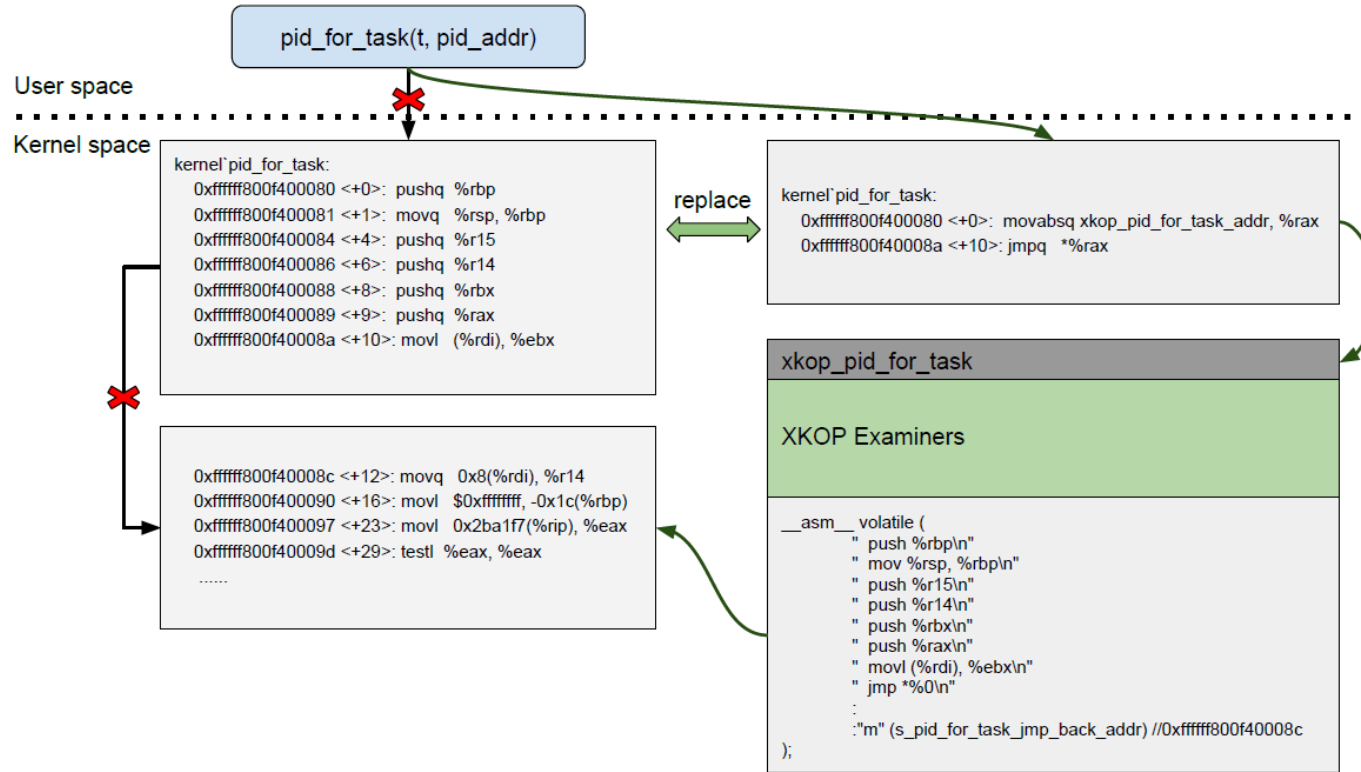 pid_for_task(t, pid_addr)
User space
Kernel space
kernel`pid_for_task:
0xffffff800f400080 <+0>: pushq %rbp
0xffffff800f400081 <+1>: movq %rsp, %rbp
0xffffff800f400084 <+4>: pushq %r15
0xffffff800f400086 <+6>: pushq %r14
0xffffff800f400088 <+8>: pushq %rbx
0xffffff800f400089 <+9>: pushq %rax
0xffffff800f40008a <+10>: movl (%rdi), %ebx
replace
kernel`pid_for_task:
0xffffff800f400080 <+0>: movabsq xkop_pid_for_task_addr, %rax
0xffffff800f40008a <+10>: jmpq *%rax
0xffffff800f40008c <+12>: movq 0x8(%rdi), %r14
0xffffff800f400090 <+16>: movl $0xffffffff, -0x1c(%rbp)
0xffffff800f400097 <+23>: movl 0x2ba1f7(%rip), %eax
0xffffff800f40009d <+29>: testl %eax, %eax
......
xkop_pid_for_task
XKOP Examiners
__asm__ volatile (
" push %rbp\n"
" mov %rsp, %rbp\n"
" push %r15\n"
" push %r14\n"
" push %rbx\n"
" push %rax\n"
" movl (%rdi), %ebx\n"
" jmp *%0\n"
:
:"m" (s_pid_for_task_jmp_back_addr) //0xffffff800f40008c
);